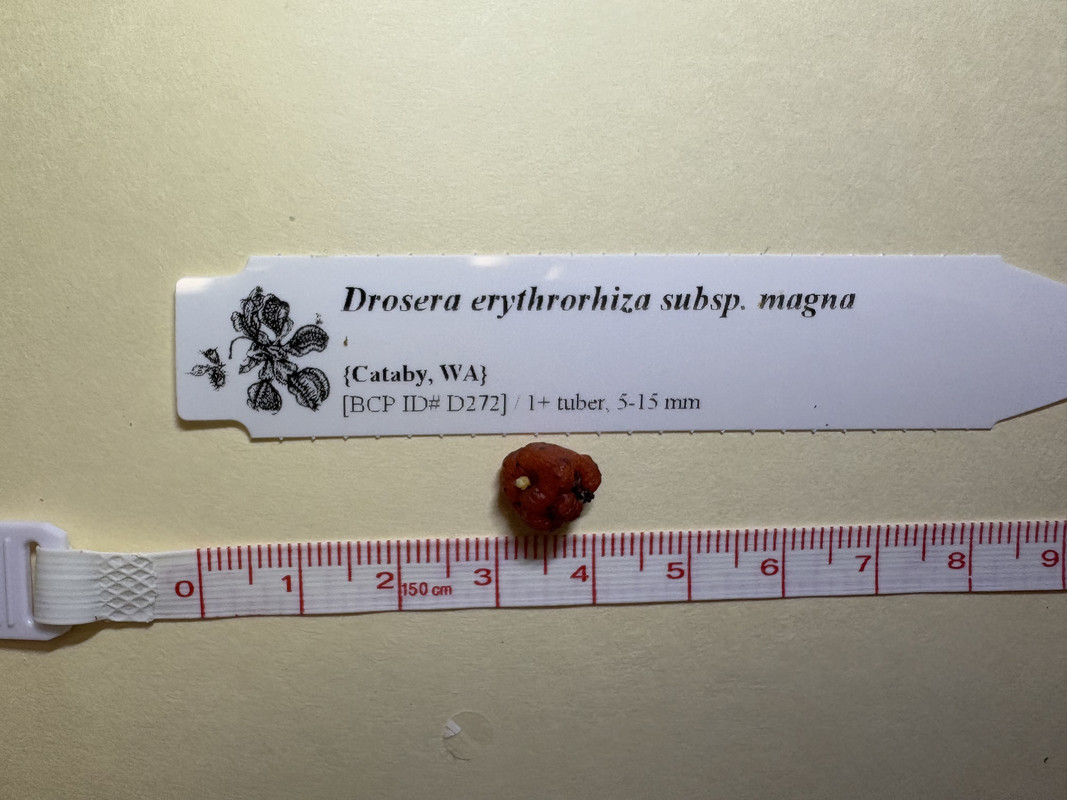 Drosera erythrorhiza subsp. magna
{Cataby, WA}
[BCP ID# D272] / 1+ tuber, 5-15 mm
0 1 2 150 cm 3 4 5 6 7 8 9